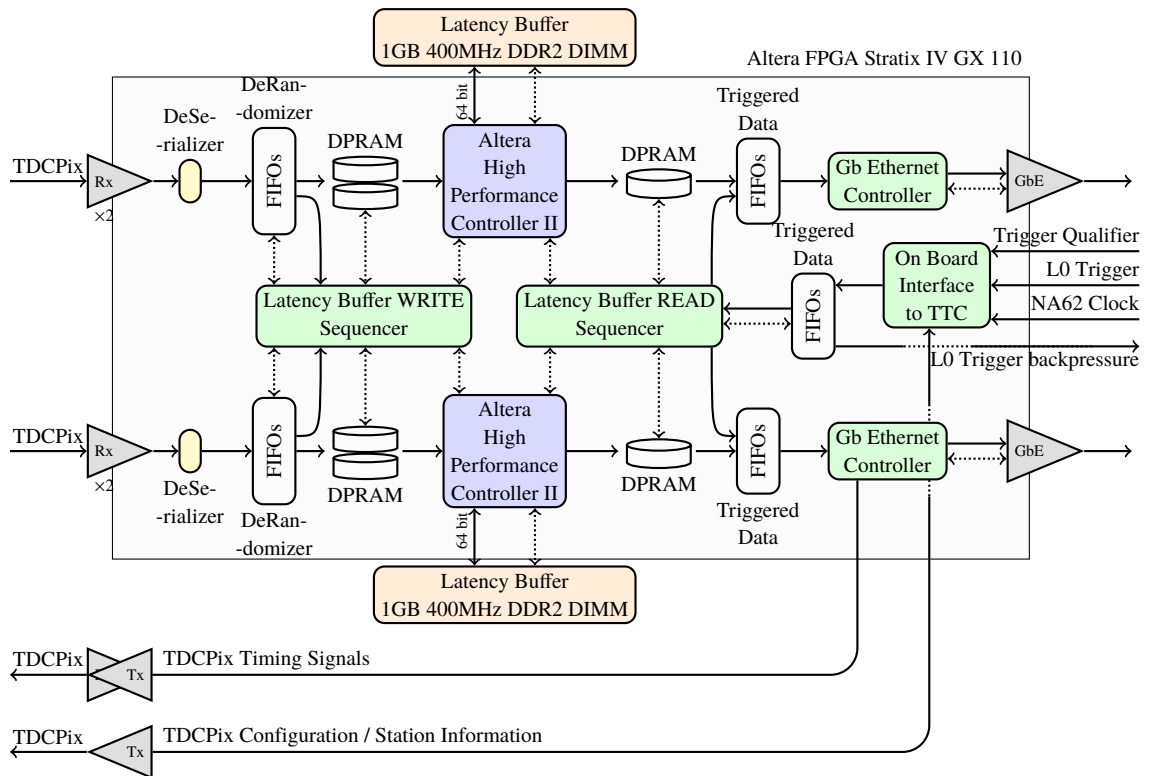 Latency Buffer
1GB 400MHz DDR2 DIMM
Altera FPGA Stratix IV GX 110
64 bit
DeRan-
-domizer
DeSe-
-rializer
TDCPix
Rx
×2
FIFOs
DPRAM
Altera
High
Performance
Controller II
DPRAM
Triggered
Data
FIFOs
Gb Ethernet
Controller
GbE
Latency Buffer WRITE
Sequencer
Latency Buffer READ
Sequencer
Triggered
Data
FIFOs
On Board
Interface
to TTC
Trigger Qualifier
L0 Trigger
NA62 Clock
L0 Trigger backpressure
TDCPix
Rx
×2
DeSe-
-rializer
FIFOs
DeRan-
-domizer
DPRAM
Altera
High
Performance
Controller II
64 bit
DPRAM
FIFOs
Triggered
Data
Gb Ethernet
Controller
GbE
Latency Buffer
1GB 400MHz DDR2 DIMM
TDCPix
Tx
TDCPix Timing Signals
TDCPix
Tx
TDCPix Configuration / Station Information